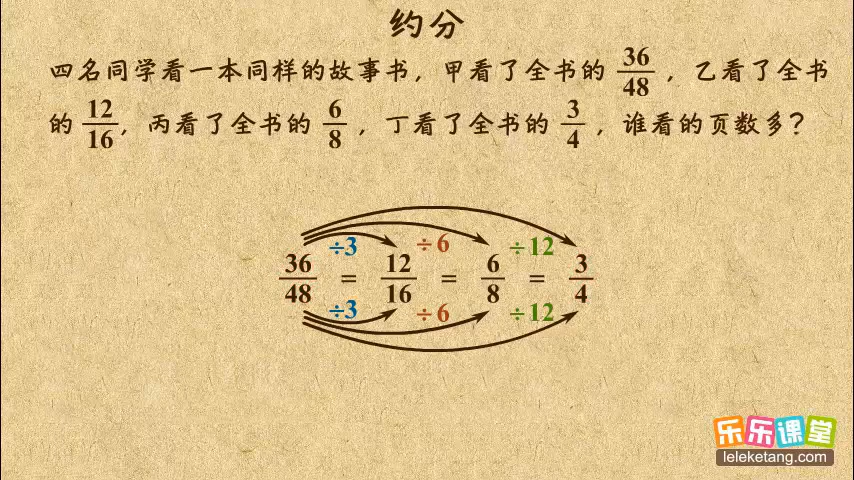 约分
四名同学看一本同样的故事书，甲看了全书的 36/48 ，乙看了全书
的 12/16，丙看了全书的 6/8 ，丁看了全书的 3/4 ，谁看的页数多？
÷3 ÷6 ÷12
36/48 = 12/16 = 6/8 = 3/4
÷3 ÷6 ÷12
乐乐课堂
leleketang.com